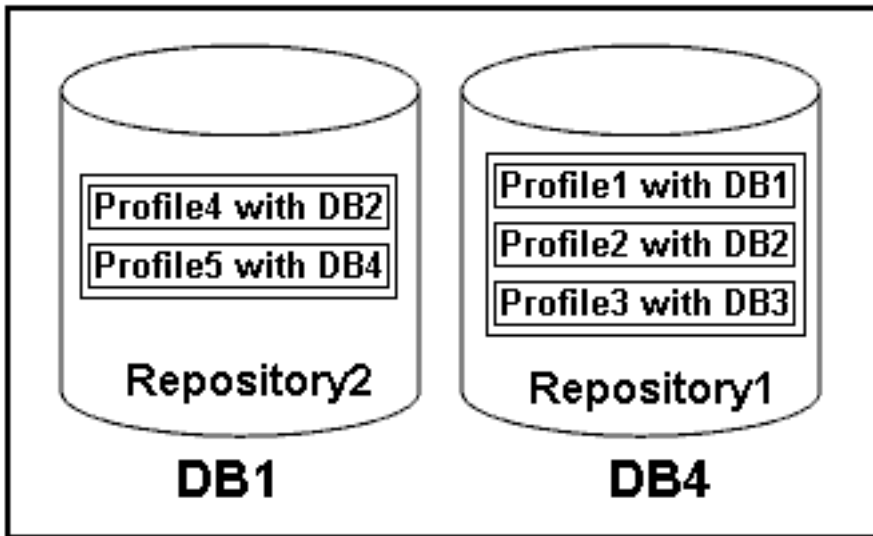 Profile4 with DB2
Profile5 with DB4
Repository2
DB1
Profile1 with DB1
Profile2 with DB2
Profile3 with DB3
Repository1
DB4